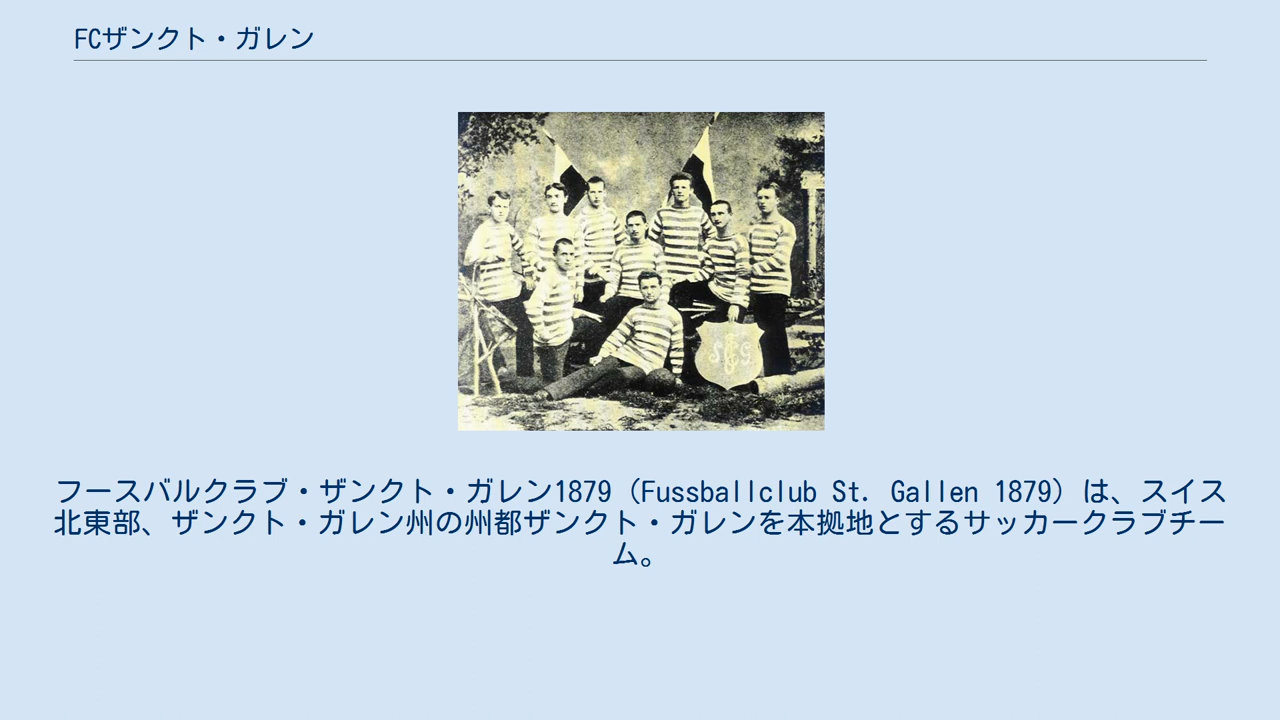 FCザンクト・ガレン
フースバルクラブ・ザンクト・ガレン1879（Fussballclub St. Gallen 1879）は、スイス
北東部、ザンクト・ガレン州の州都ザンクト・ガレンを本拠地とするサッカークラブチー
ム。